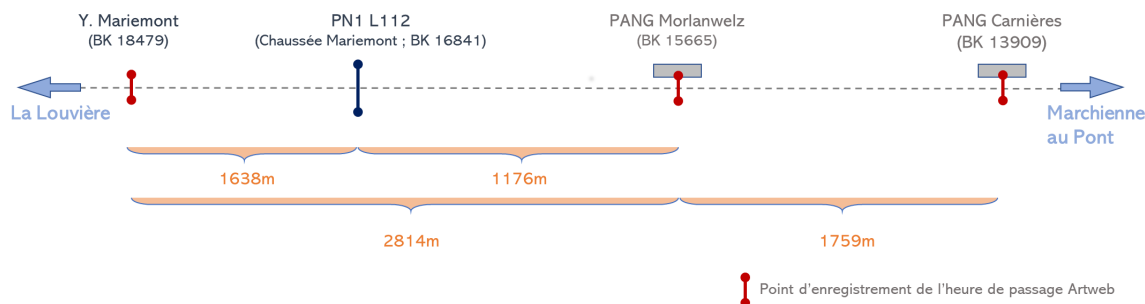 Y. Mariemont
(BK 18479)
PN1 L112
(Chaussée Mariemont ; BK 16841)
PANG Morlanwelz
(BK 15665)
PANG Carnières
(BK 13909)
La Louvière
Marchienne
au Pont
1638m
1176m
2814m
1759m
Point d'enregistrement de l'heure de passage Artweb